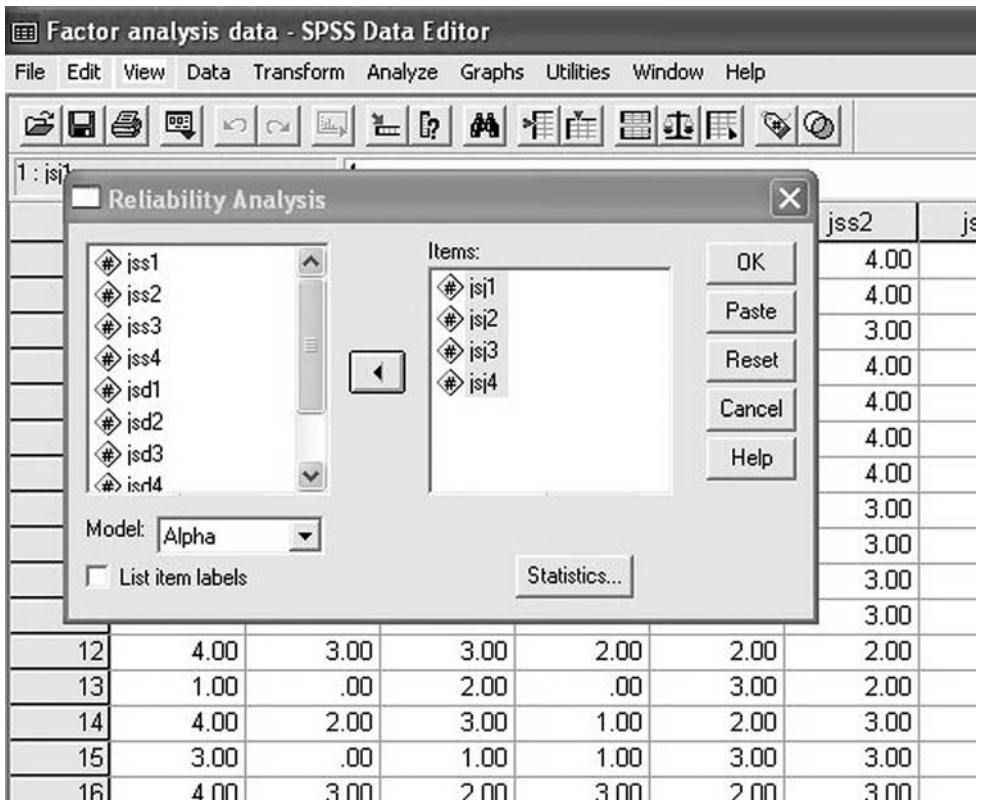 Factor analysis data - SPSS Data Editor
File Edit View Data Transform Analyze Graphs Utilities Window Help
1 : jsj1
Reliability Analysis
jss2
jss1
jss2
jss3
jss4
jsd1
jsd2
jsd3
jsd4
Items:
jsj1
jsj2
jsj3
jsj4
OK
Paste
Reset
Cancel
Help
Model: Alpha
List item labels
Statistics...
4.00
4.00
3.00
4.00
4.00
4.00
4.00
3.00
3.00
3.00
3.00
12 4.00 3.00 3.00 2.00 2.00 2.00
13 1.00 .00 2.00 .00 3.00 2.00
14 4.00 2.00 3.00 1.00 2.00 3.00
15 3.00 .00 1.00 1.00 3.00 3.00
16 4.00 3.00 2.00 3.00 2.00 3.00